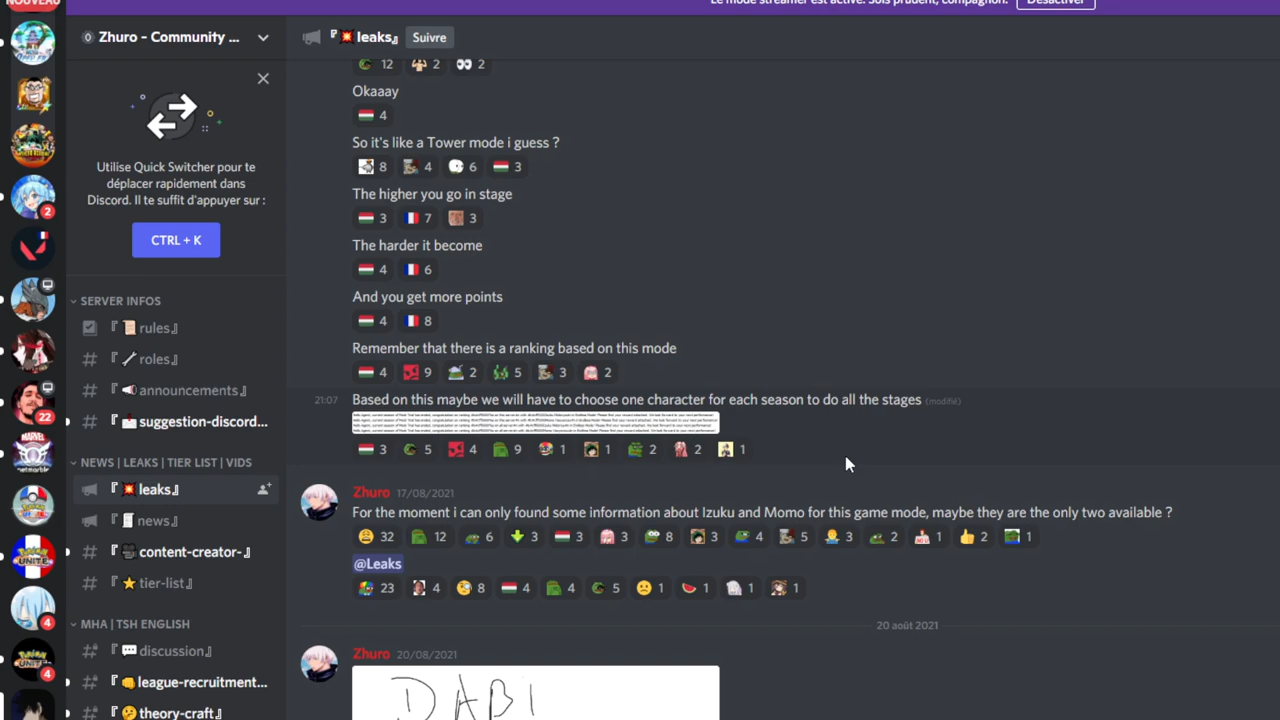 NOUVEAU
Le mode streamer est activé. Sois prudent, compagnon.
Désactiver
Zhuro - Community ...
『💥leaks』
Suivre
Utilise Quick Switcher pour te
déplacer rapidement dans
Discord. Il te suffit d'appuyer sur :
CTRL + K
SERVER INFOS
『📜rules』
『🔧roles』
『📢announcements』
『📩suggestion-discord...
NEWS | LEAKS | TIER LIST | VIDS
『💥leaks』
『📰news』
『🎥content-creator-』
『⭐tier-list』
MHA | TSH ENGLISH
『💬discussion』
『👊league-recruitment...
『🤔theory-craft』
2
22
4
4
MARVEL
netmarble
UNITE
12 2 2
Okaaay
4
So it's like a Tower mode i guess ?
8 4 6 3
The higher you go in stage
3 7 3
The harder it become
4 6
And you get more points
4 8
Remember that there is a ranking based on this mode
4 9 2 5 3 2
21:07 Based on this maybe we will have to choose one character for each season to do all the stages (modifié)
3 5 4 9 1 1 2 2 1
Zhuro 17/08/2021
For the moment i can only found some information about Izuku and Momo for this game mode, maybe they are the only two available ?
32 12 6 3 3 3 8 3 4 5 3 2 1 2 1
@Leaks
23 4 8 4 4 5 1 1 1 1
20 août 2021
Zhuro 20/08/2021
DABI